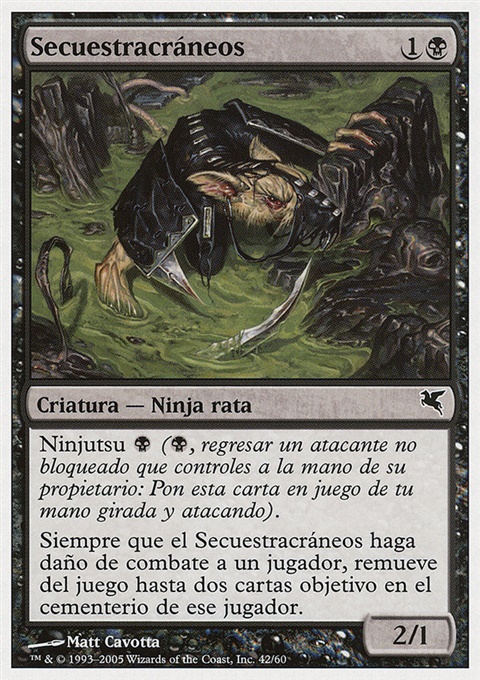 Secuestracráneos 1
Criatura — Ninja rata
Ninjutsu (, regresar un atacante no
bloqueado que controles a la mano de su
propietario: Pon esta carta en juego de tu
mano girada y atacando).
Siempre que el Secuestracráneos haga
daño de combate a un jugador, remueve
del juego hasta dos cartas objetivo en el
cementerio de ese jugador.
Matt Cavotta
2/1
™ & © 1993–2005 Wizards of the Coast, Inc. 42/60